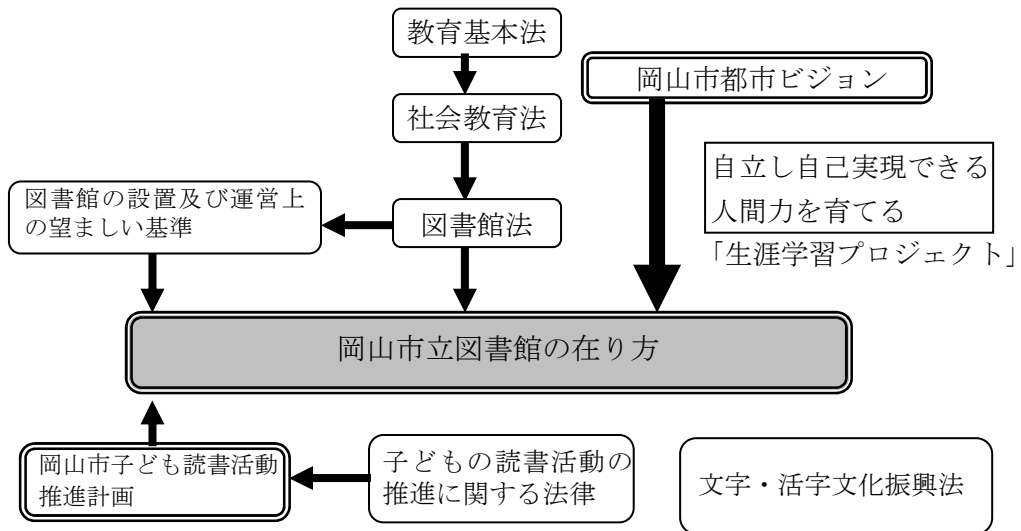 教育基本法
岡山市都市ビジョン
社会教育法
自立し自己実現できる
人間力を育てる
「生涯学習プロジェクト」
図書館の設置及び運営上
の望ましい基準
図書館法
岡山市立図書館の在り方
岡山市子ども読書活動
推進計画
子どもの読書活動の
推進に関する法律
文字・活字文化振興法